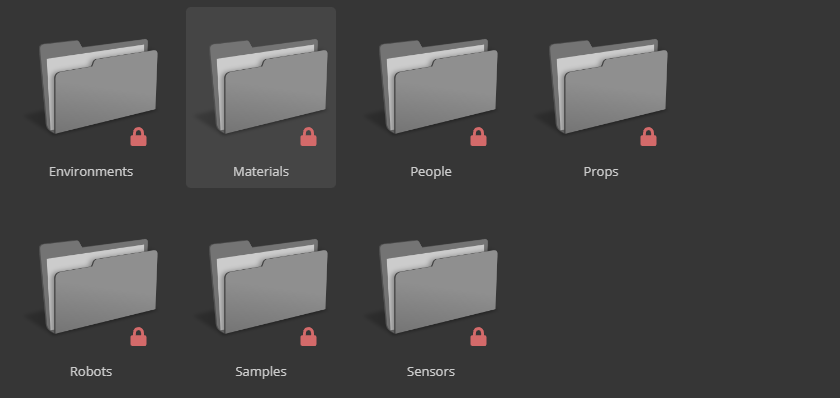 Environments
Materials
People
Props
Robots
Samples
Sensors